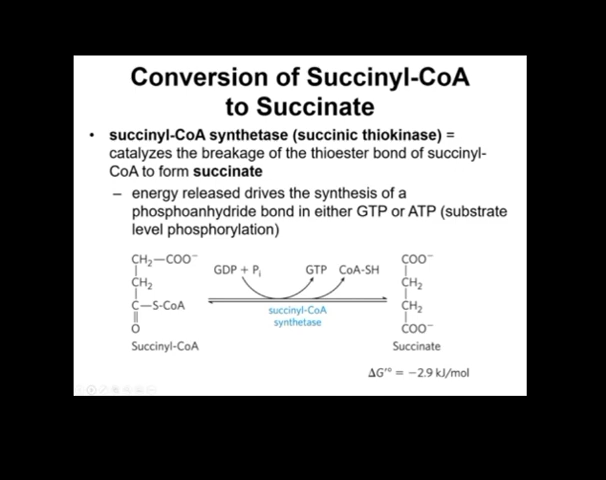 Conversion of Succinyl-CoA
to Succinate
• succinyl-CoA synthetase (succinic thiokinase) =
catalyzes the breakage of the thioester bond of succinyl-
CoA to form succinate
– energy released drives the synthesis of a
phosphoanhydride bond in either GTP or ATP (substrate
level phosphorylation)
CH₂—COO⁻
CH₂
C—S-CoA
O
Succinyl-CoA
GDP + Pᵢ
GTP CoA-SH
succinyl-CoA
synthetase
COO⁻
CH₂
CH₂
COO⁻
Succinate
ΔG′° = −2.9 kJ/mol